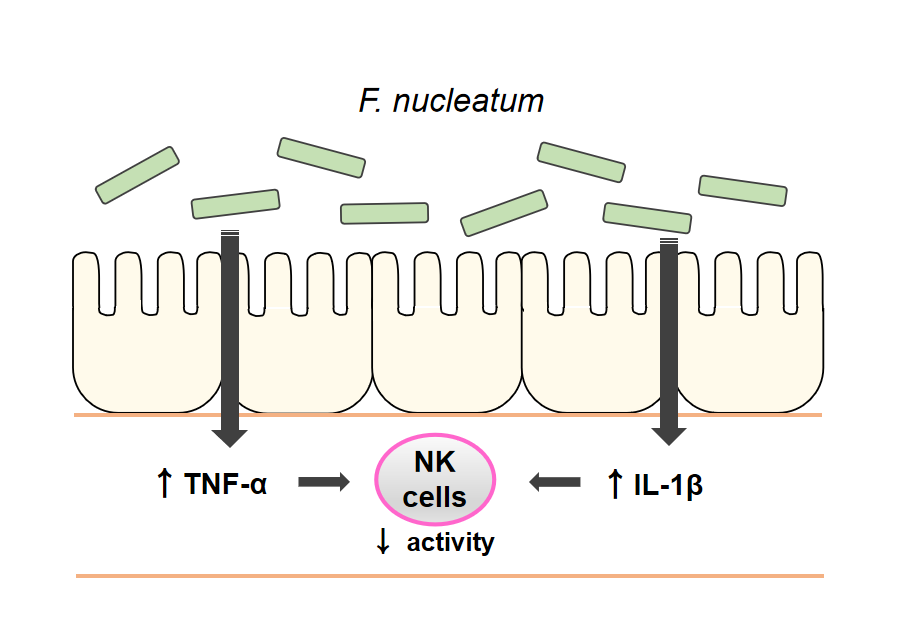 F. nucleatum
↑ TNF-α
NK
cells
↑ IL-1β
↓ activity